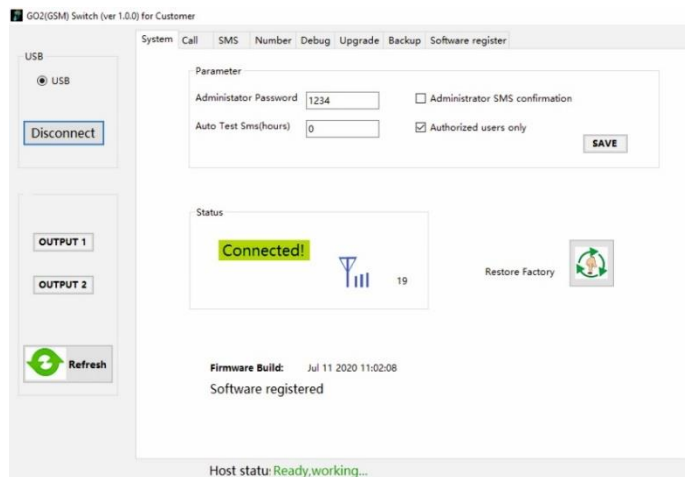 GO2(GSM) Switch (ver 1.0.0) for Customer
System Call SMS Number Debug Upgrade Backup Software register
USB
USB
Disconnect
OUTPUT 1
OUTPUT 2
Refresh
Parameter
Administator Password 1234
Administrator SMS confirmation
Auto Test Sms(hours) 0
Authorized users only
SAVE
Status
Connected!
19
Restore Factory
Firmware Build: Jul 11 2020 11:02:08
Software registered
Host statu: Ready,working...